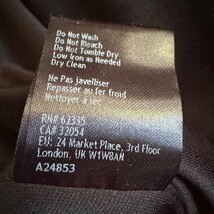 Do Not Wash
Do Not Bleach
Do Not Tumble Dry
Low Iron as Needed
Dry Clean
Ne Pas javelliser
Repasser au fer froid
Nettoyer a sec
RN# 62335
CA# 32054
EU: 24 Market Place, 3rd Floor
London, UK W1W8AN
A24853